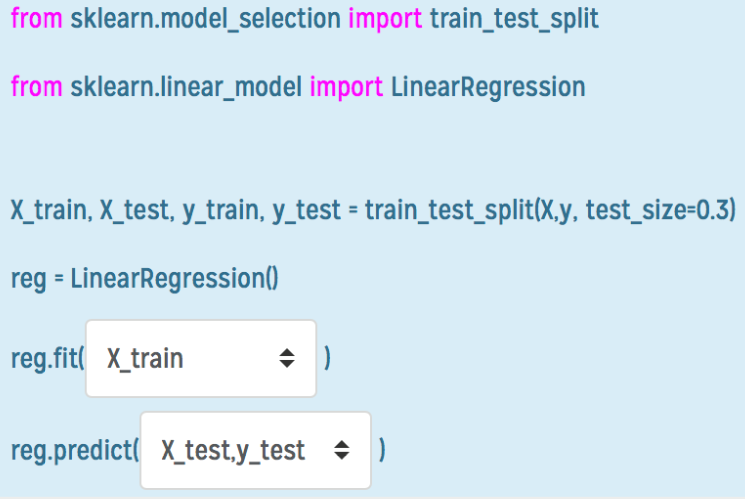 from sklearn.model_selection import train_test_split
from sklearn.linear_model import LinearRegression
X_train, X_test, y_train, y_test = train_test_split(X,y, test_size=0.3)
reg = LinearRegression()
reg.fit( X_train )
reg.predict( X_test,y_test )